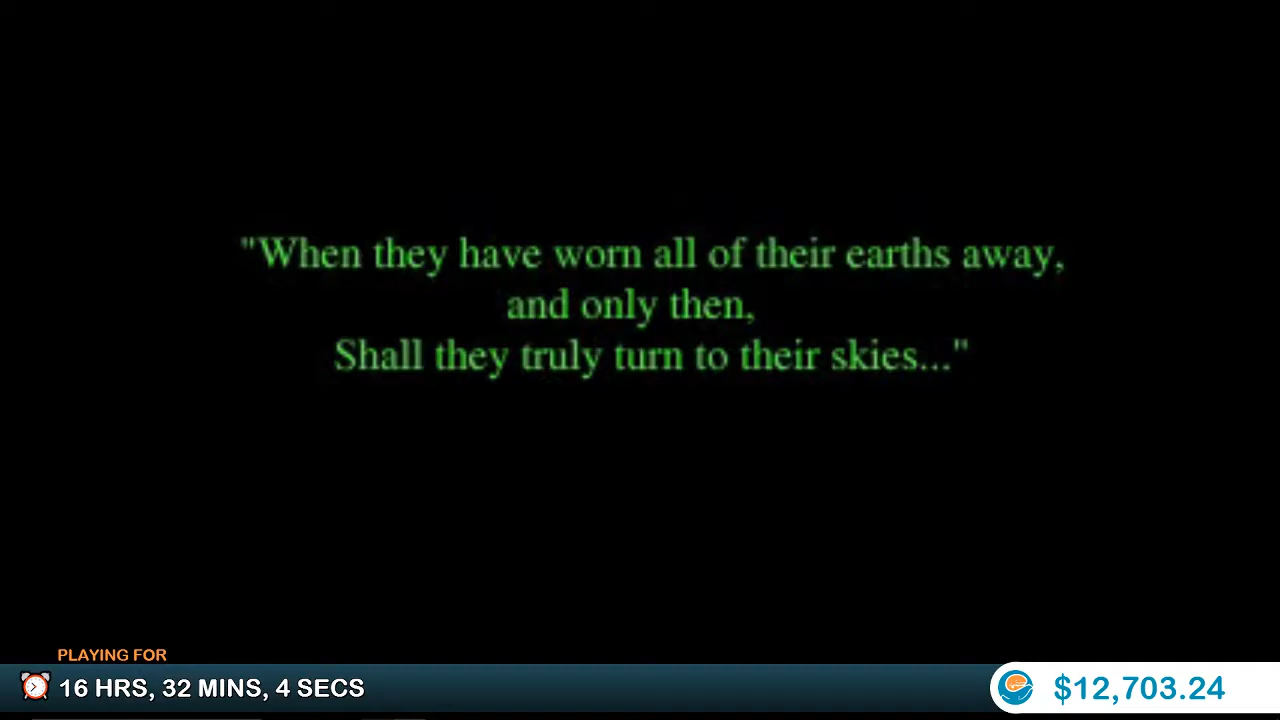 "When they have worn all of their earths away,
and only then,
Shall they truly turn to their skies..."
PLAYING FOR
16 HRS, 32 MINS, 4 SECS
$12,703.24